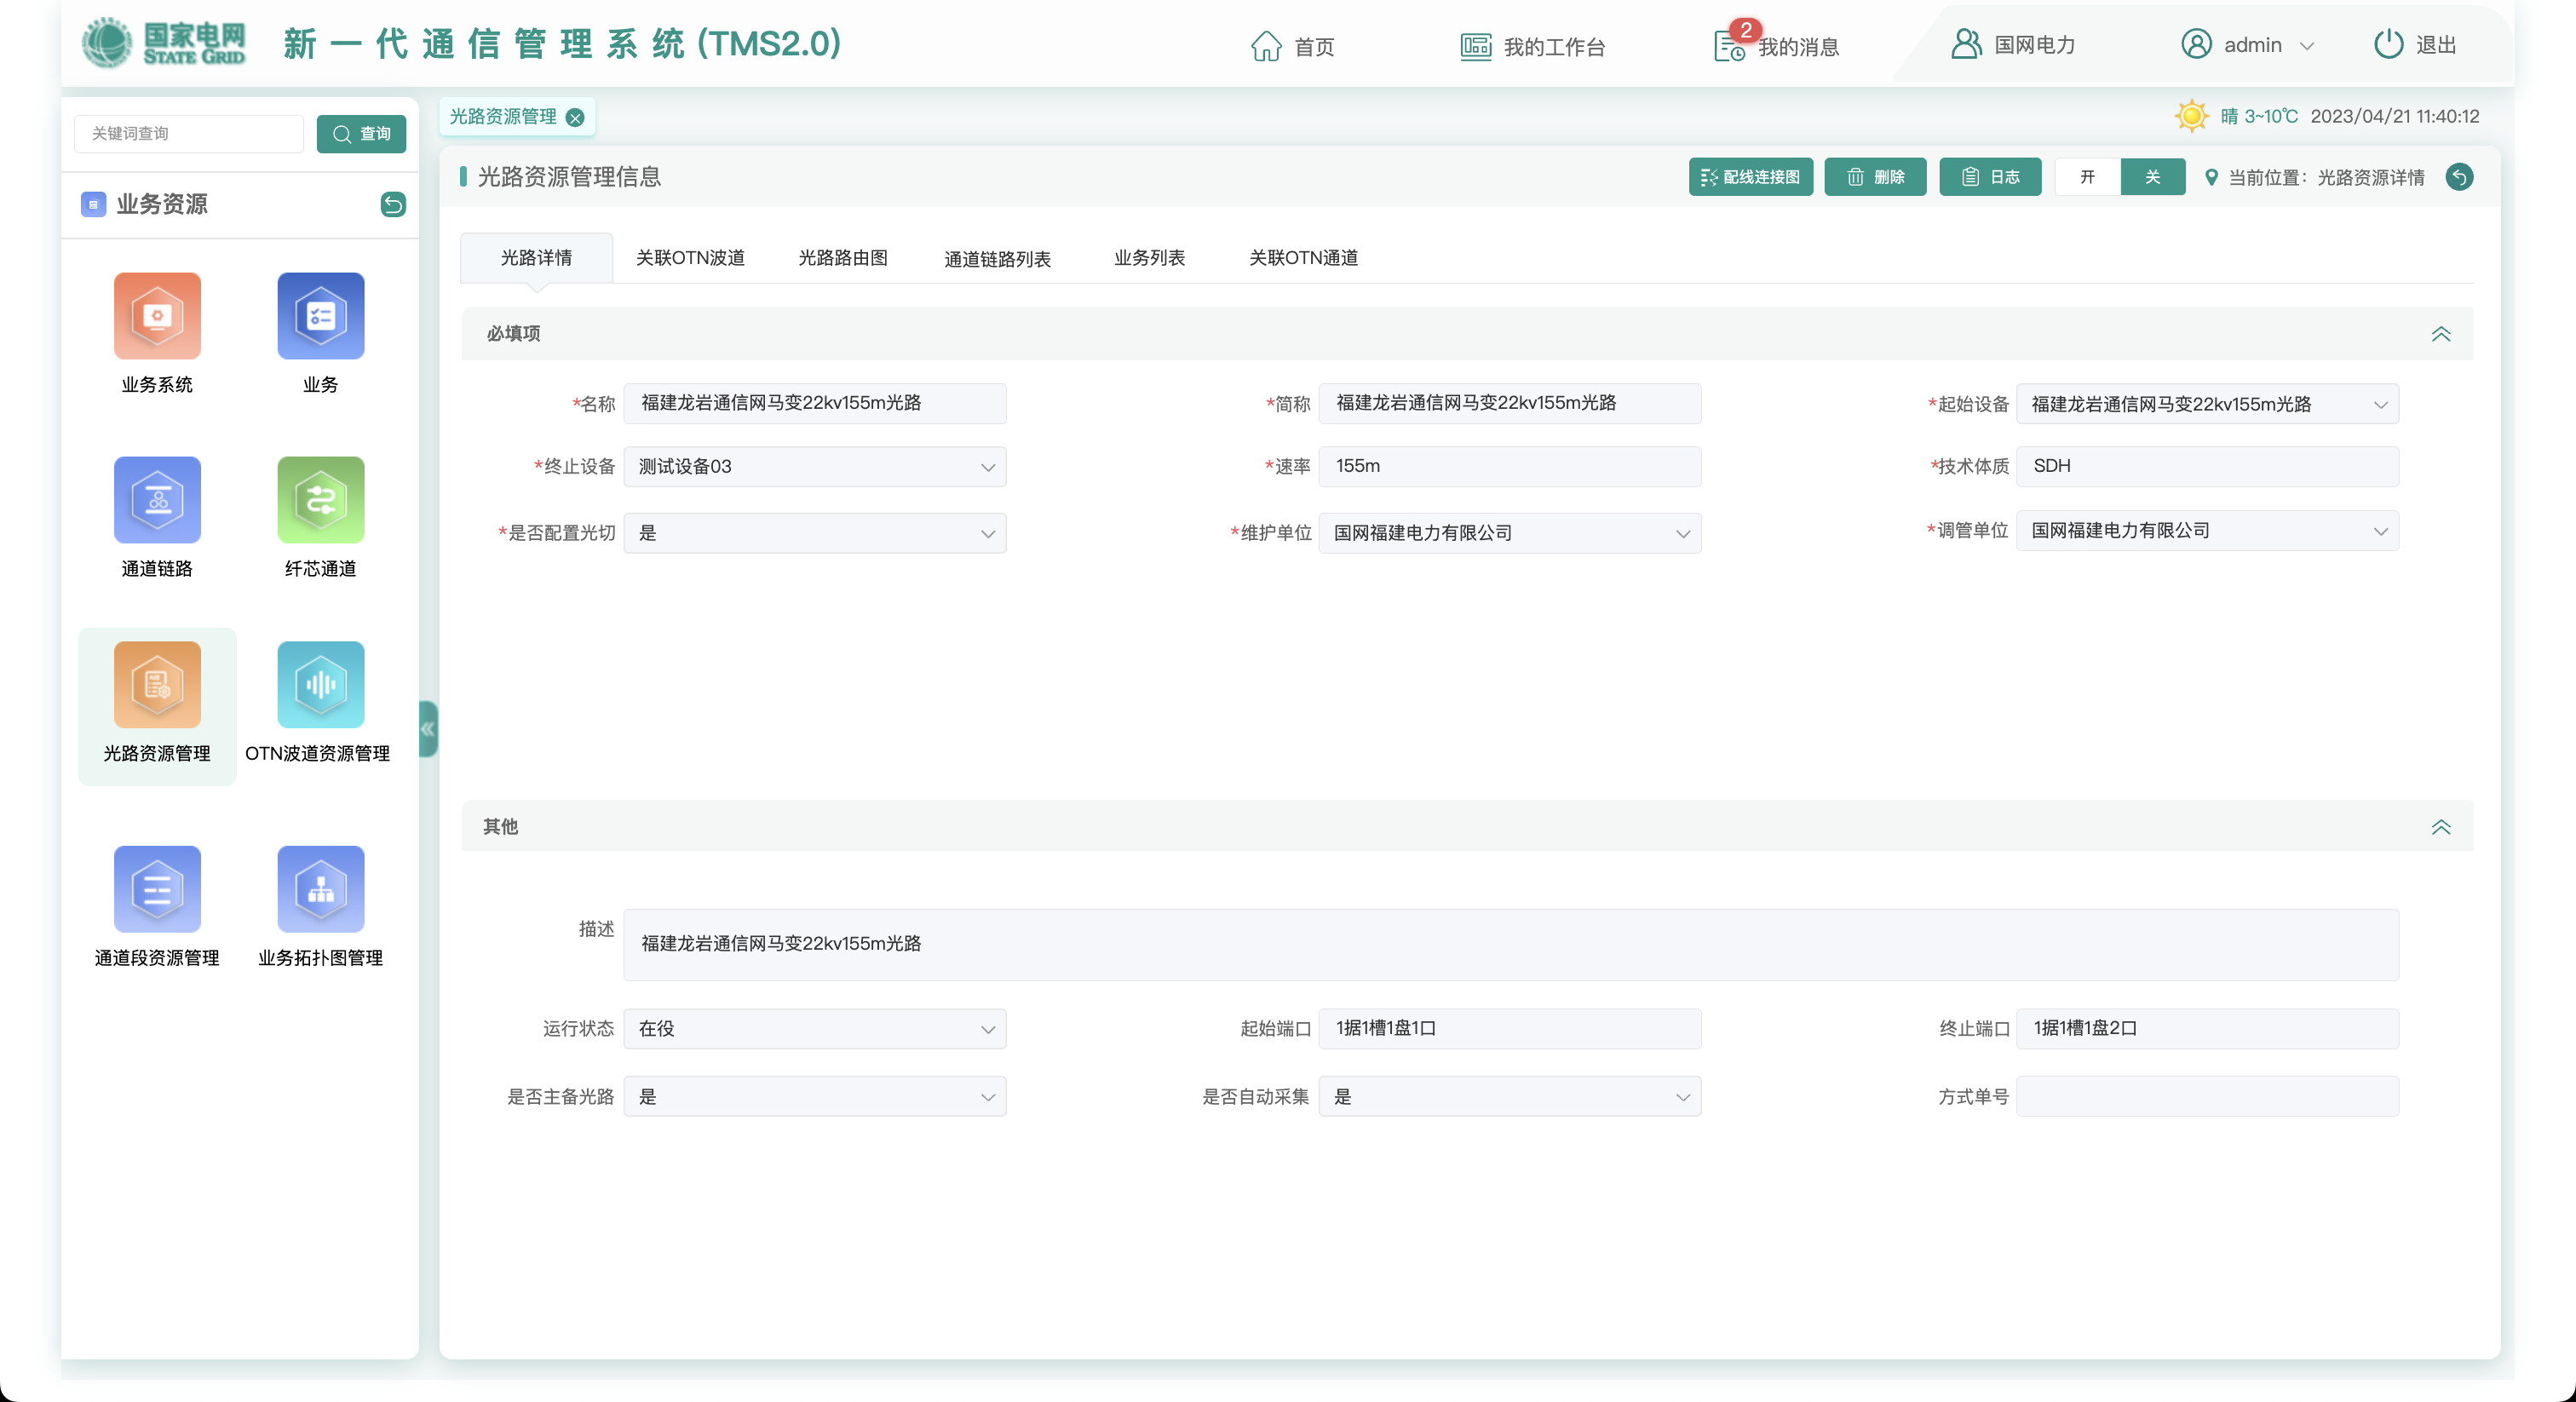 国家电网
STATE GRID
新一代通信管理系统(TMS2.0)
首页
我的工作台
2
我的消息
国网电力
admin
退出
关键词查询
查询
光路资源管理
晴 3~10℃ 2023/04/21 11:40:12
业务资源
光路资源管理信息
配线连接图
删除
日志
开
关
当前位置：光路资源详情
业务系统
业务
通道链路
纤芯通道
光路资源管理
OTN波道资源管理
通道段资源管理
业务拓扑图管理
光路详情
关联OTN波道
光路路由图
通道链路列表
业务列表
关联OTN通道
必填项
*名称 福建龙岩通信网马变22kv155m光路
*简称 福建龙岩通信网马变22kv155m光路
*起始设备 福建龙岩通信网马变22kv155m光路
*终止设备 测试设备03
*速率 155m
*技术体质 SDH
*是否配置光切 是
*维护单位 国网福建电力有限公司
*调管单位 国网福建电力有限公司
其他
描述 福建龙岩通信网马变22kv155m光路
运行状态 在役
起始端口 1据1槽1盘1口
终止端口 1据1槽1盘2口
是否主备光路 是
是否自动采集 是
方式单号